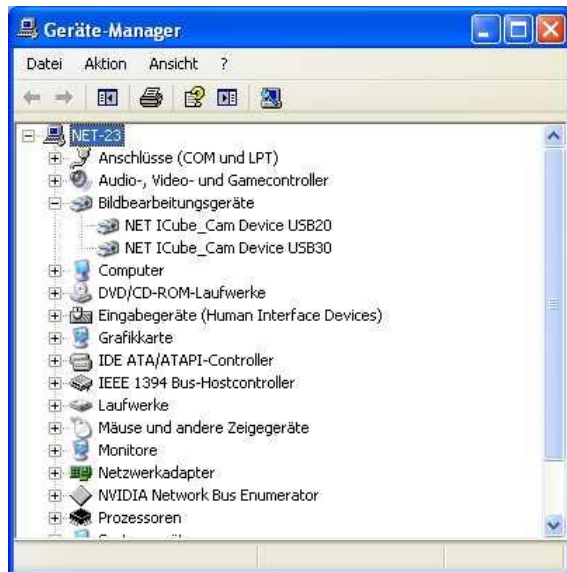 Geräte-Manager
Datei Aktion Ansicht ?
NET-23
Anschlüsse (COM und LPT)
Audio-, Video- und Gamecontroller
Bildbearbeitungsgeräte
NET ICube_Cam Device USB20
NET ICube_Cam Device USB30
Computer
DVD/CD-ROM-Laufwerke
Eingabegeräte (Human Interface Devices)
Grafikkarte
IDE ATA/ATAPI-Controller
IEEE 1394 Bus-Hostcontroller
Laufwerke
Mäuse und andere Zeigegeräte
Monitore
Netzwerkadapter
NVIDIA Network Bus Enumerator
Prozessoren